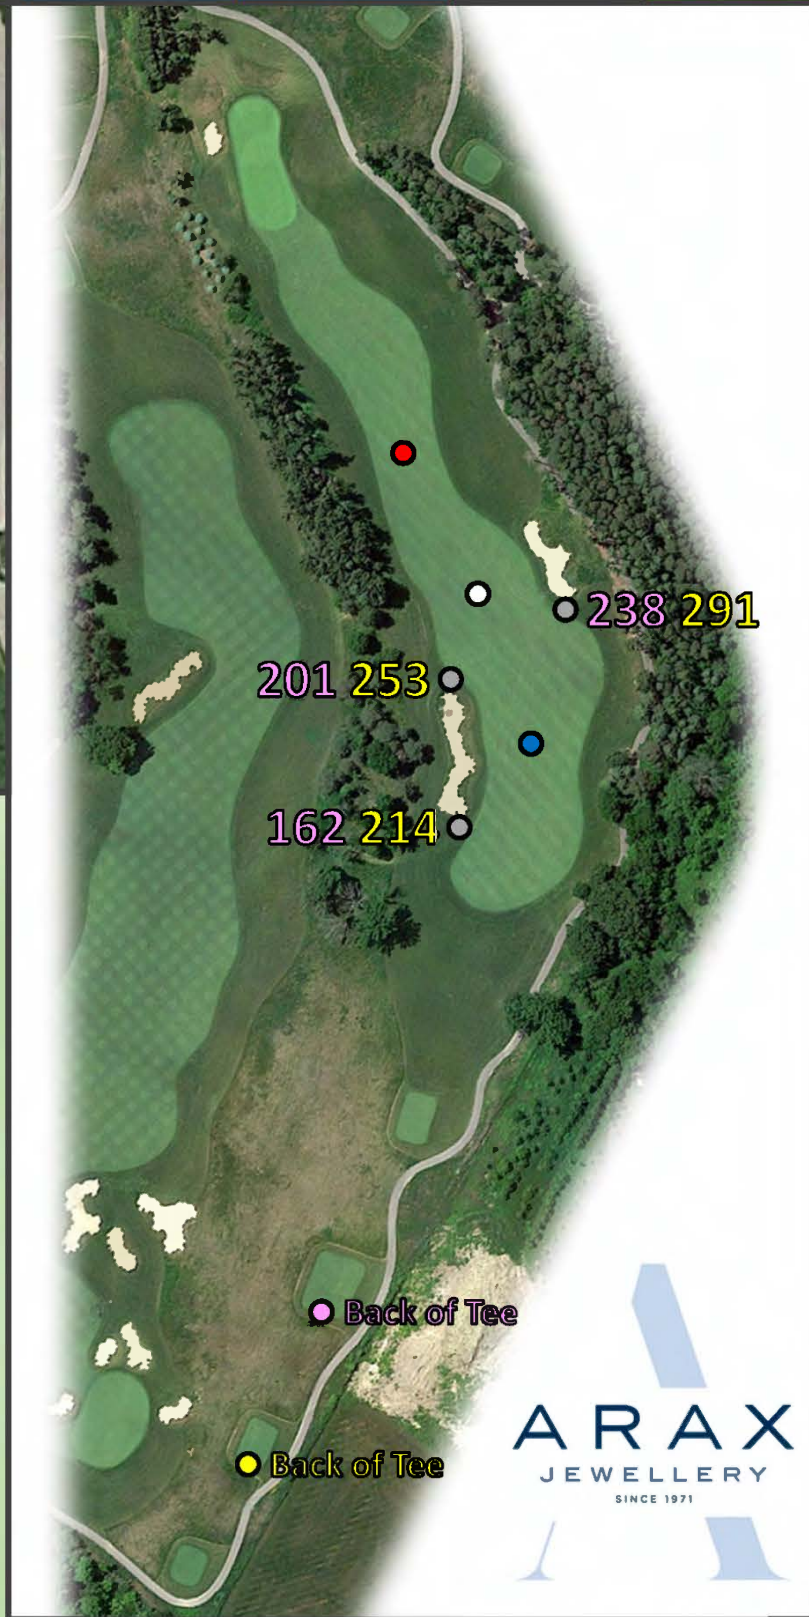 238 291
201 253
162 214
Back of Tee
Back of Tee
ARAX
JEWELLERY
SINCE 1971